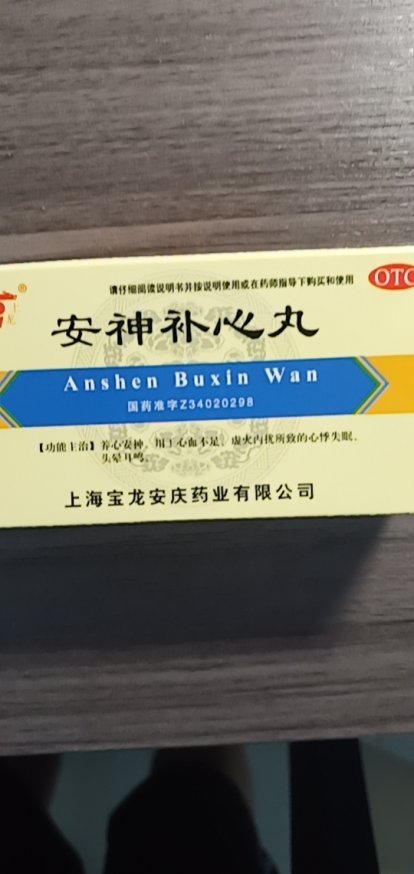 请仔细阅读说明书并按说明使用或在药师指导下购买和使用
OTC
®
上龙
安神补心丸
Anshen Buxin Wan
国药准字Z34020298
【功能主治】养心安神。用于心血不足、虚火内扰所致的心悸失眠、
头晕耳鸣。
上海宝龙安庆药业有限公司